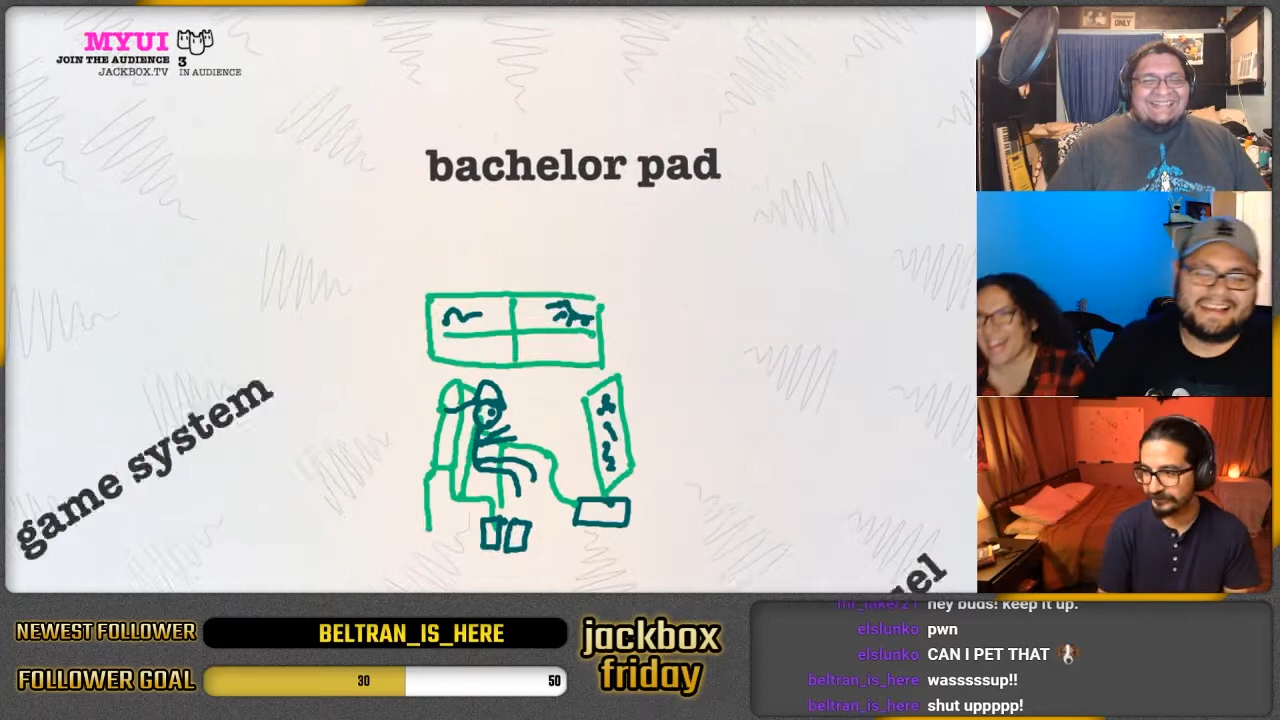 MYUI
JOIN THE AUDIENCE
JACKBOX.TV
3
IN AUDIENCE
bachelor pad
game system
NEWEST FOLLOWER
BELTRAN_IS_HERE
FOLLOWER GOAL
30
50
jackbox
friday
hey buds! keep it up.
elslunko pwn
elslunko CAN I PET THAT
beltran_is_here wasssssup!!
beltran_is_here shut uppppp!
ONLY